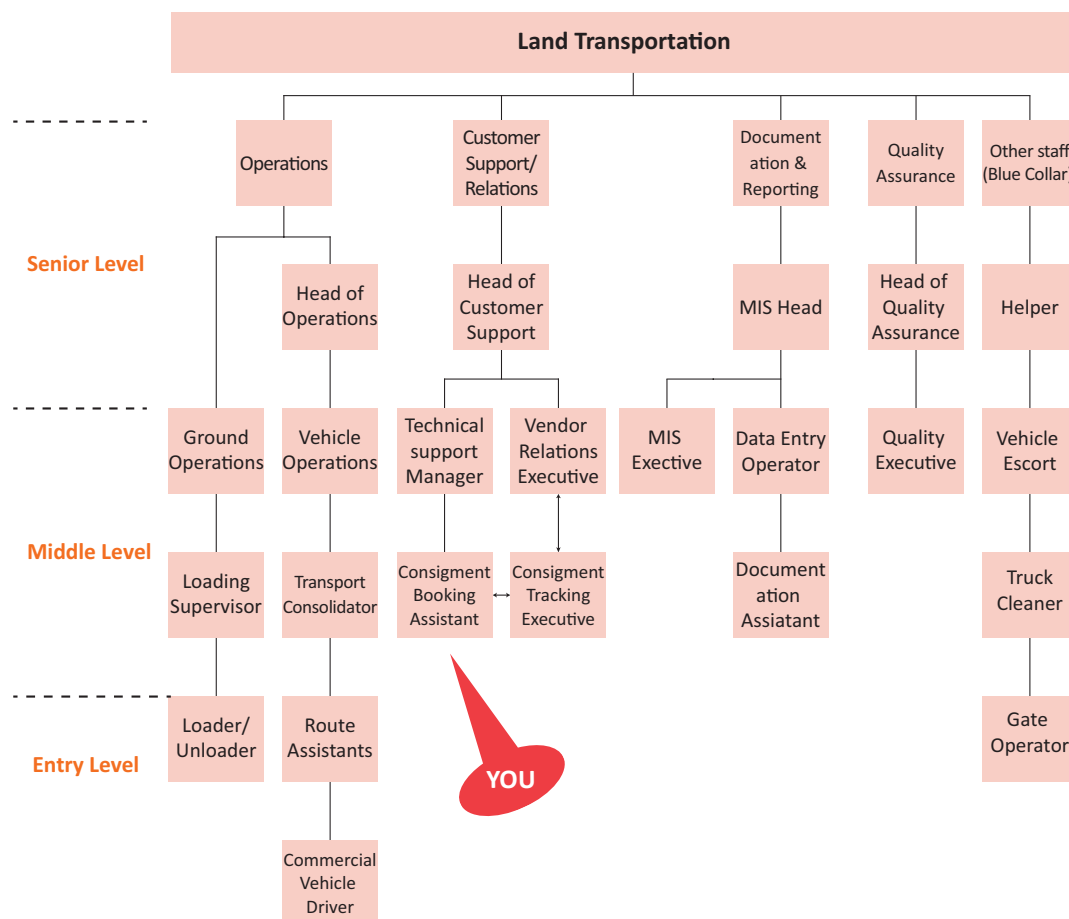 Land Transportation
Operations
Customer
Support/
Relations
Document
ation &
Reporting
Quality
Assurance
Other staff
(Blue Collar)
Senior Level
Head of
Operations
Head of
Customer
Support
MIS Head
Head of
Quality
Assurance
Helper
Ground
Operations
Vehicle
Operations
Technical
support
Manager
Vendor
Relations
Executive
MIS
Exective
Data Entry
Operator
Quality
Executive
Vehicle
Escort
Middle Level
Loading
Supervisor
Transport
Consolidator
Consigment
Booking
Assistant
Consigment
Tracking
Executive
Document
ation
Assiatant
Truck
Cleaner
Entry Level
Loader/
Unloader
Route
Assistants
YOU
Gate
Operator
Commercial
Vehicle
Driver